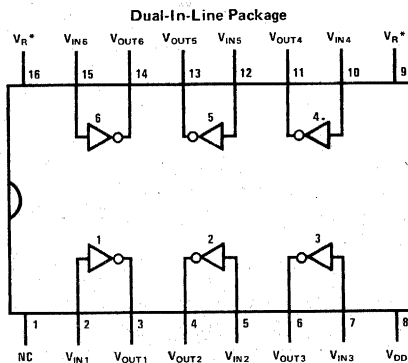 Dual-In-Line Package
VR* VIN6 VOUT6 VOUT5 VIN5 VOUT4 VIN4 VR*
16 15 14 13 12 11 10 9
6 5 4
1 2 3
1 2 3 4 5 6 7 8
NC VIN1 VOUT1 VOUT2 VIN2 VOUT3 VIN3 VDD